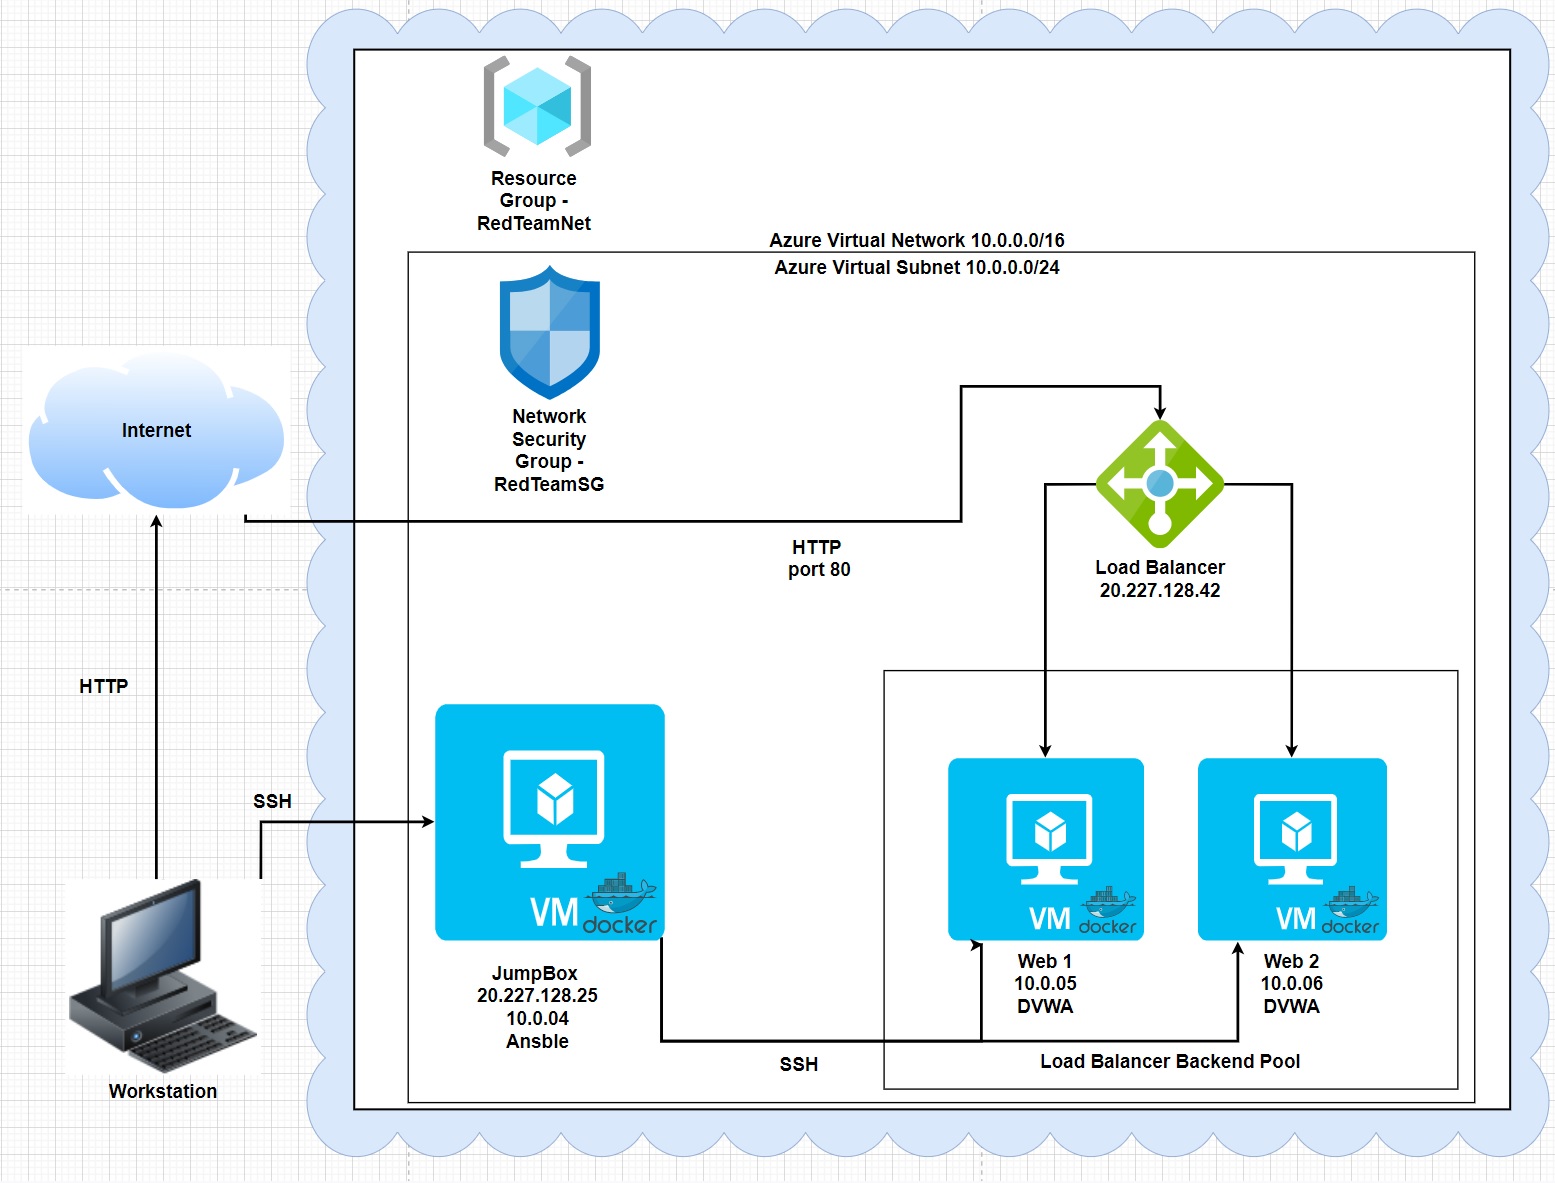 Resource
Group -
RedTeamNet
Azure Virtual Network 10.0.0.0/16
Azure Virtual Subnet 10.0.0.0/24
Network
Security
Group -
RedTeamSG
Internet
HTTP
port 80
Load Balancer
20.227.128.42
HTTP
SSH
VM
docker
VM
docker
VM
docker
JumpBox
20.227.128.25
10.0.04
Ansble
Web 1
10.0.05
DVWA
Web 2
10.0.06
DVWA
SSH
Load Balancer Backend Pool
Workstation